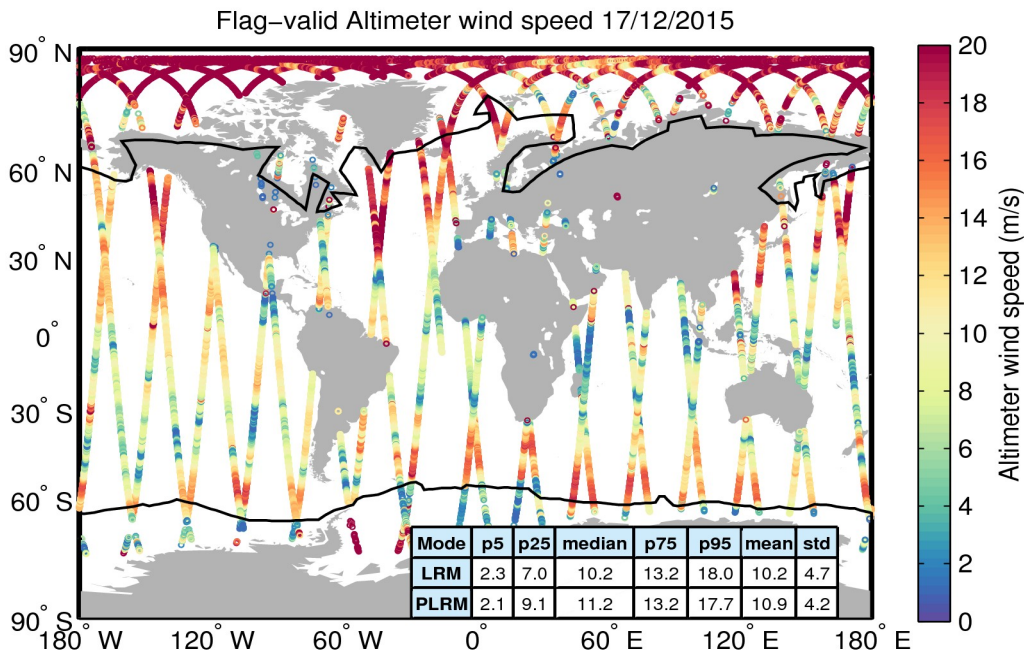 Flag−valid Altimeter wind speed 17/12/2015
90° N
60° N
30° N
0°
30° S
60° S
90° S
180° W
120° W
60° W
0°
60° E
120° E
180° E
Mode p5 p25 median p75 p95 mean std
LRM 2.3 7.0 10.2 13.2 18.0 10.2 4.7
PLRM 2.1 9.1 11.2 13.2 17.7 10.9 4.2
20
18
16
14
12
10
8
6
4
2
0
Altimeter wind speed (m/s)